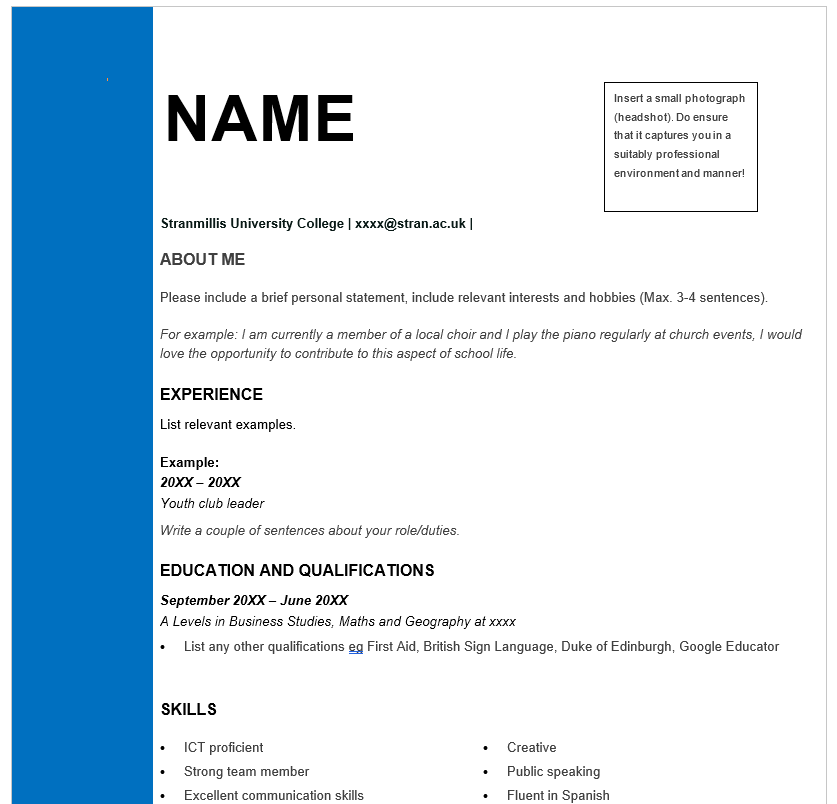 NAME
Insert a small photograph
(headshot). Do ensure
that it captures you in a
suitably professional
environment and manner!
Stranmillis University College | xxxx@stran.ac.uk |
ABOUT ME
Please include a brief personal statement, include relevant interests and hobbies (Max. 3-4 sentences).
For example: I am currently a member of a local choir and I play the piano regularly at church events, I would
love the opportunity to contribute to this aspect of school life.
EXPERIENCE
List relevant examples.
Example:
20XX – 20XX
Youth club leader
Write a couple of sentences about your role/duties.
EDUCATION AND QUALIFICATIONS
September 20XX – June 20XX
A Levels in Business Studies, Maths and Geography at xxxx
• List any other qualifications eg First Aid, British Sign Language, Duke of Edinburgh, Google Educator
SKILLS
• ICT proficient
• Strong team member
• Excellent communication skills
• Creative
• Public speaking
• Fluent in Spanish